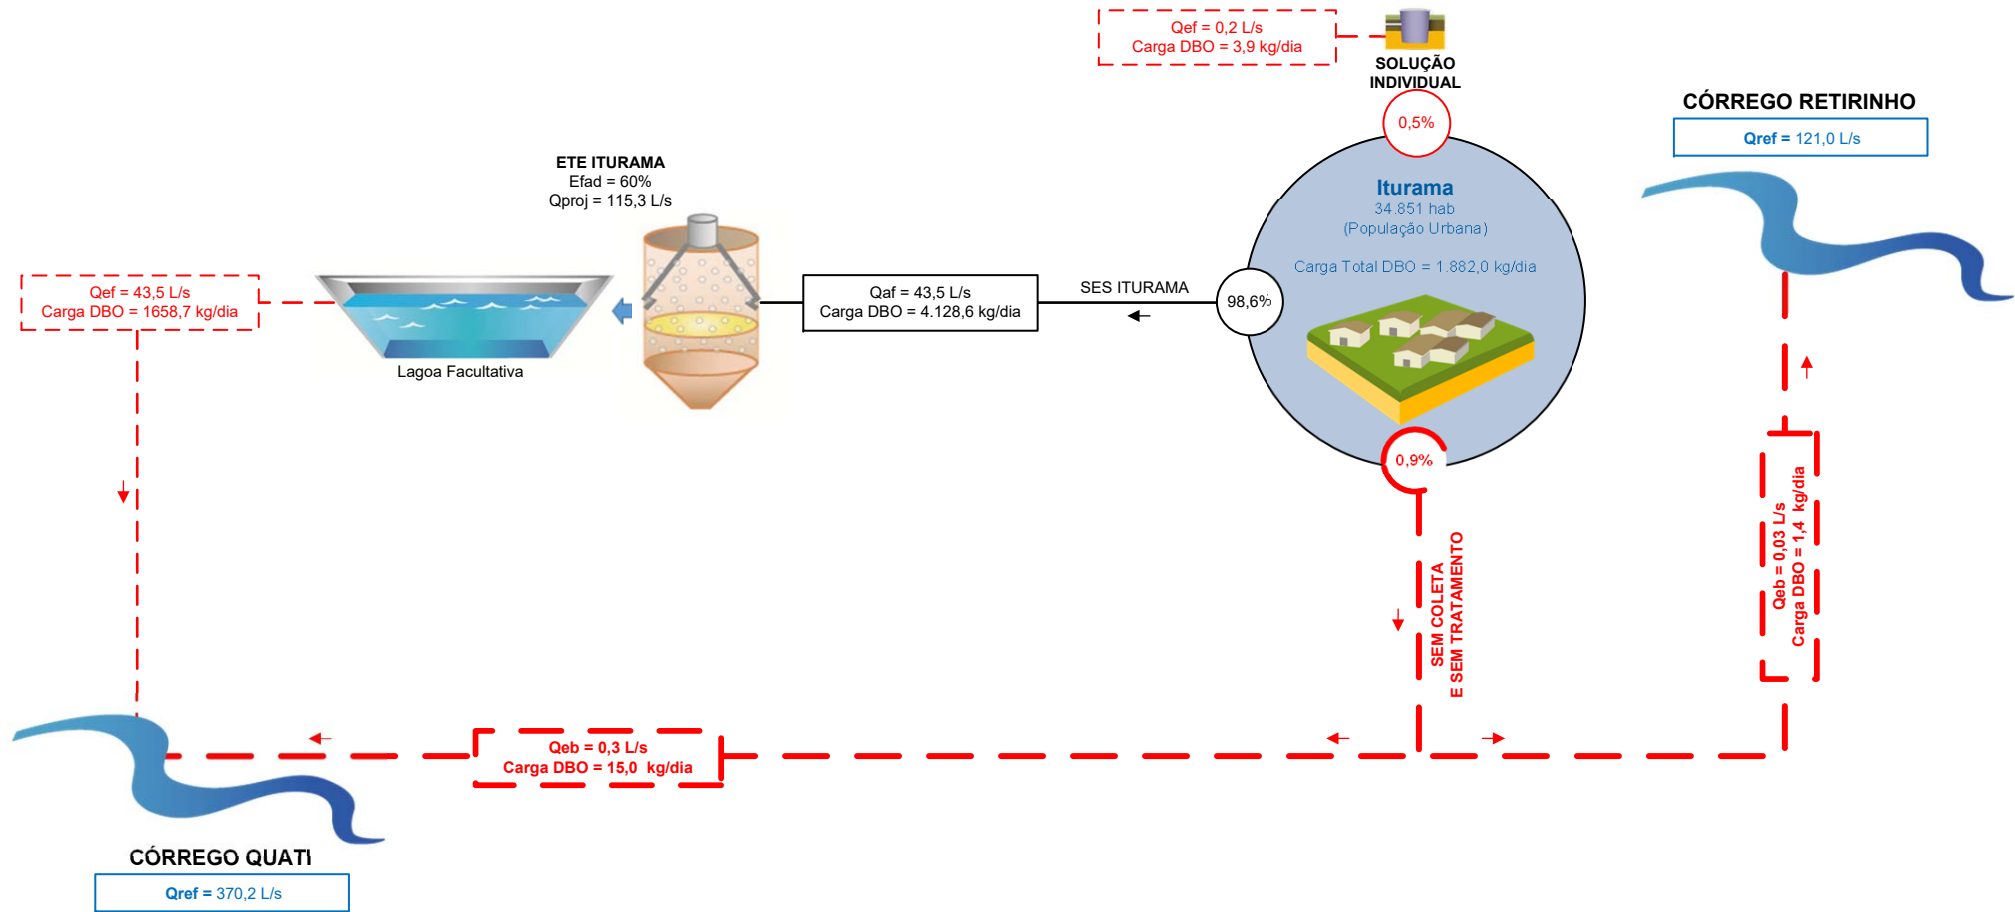 Qef = 0,2 L/s
Carga DBO = 3,9 kg/dia
SOLUÇÃO
INDIVIDUAL
0,5%
CÓRREGO RETIRINHO
Qref = 121,0 L/s
ETE ITURAMA
Efad = 60%
Qproj = 115,3 L/s
Iturama
34.851 hab
(População Urbana)
Carga Total DBO = 1.882,0 kg/dia
Qef = 43,5 L/s
Carga DBO = 1658,7 kg/dia
Lagoa Facultativa
Qaf = 43,5 L/s
Carga DBO = 4.128,6 kg/dia
SES ITURAMA
98,6%
0,9%
SEM COLETA
E SEM TRATAMENTO
Qeb = 0,03 L/s
Carga DBO = 1,4 kg/dia
Qeb = 0,3 L/s
Carga DBO = 15,0 kg/dia
CÓRREGO QUATI
Qref = 370,2 L/s